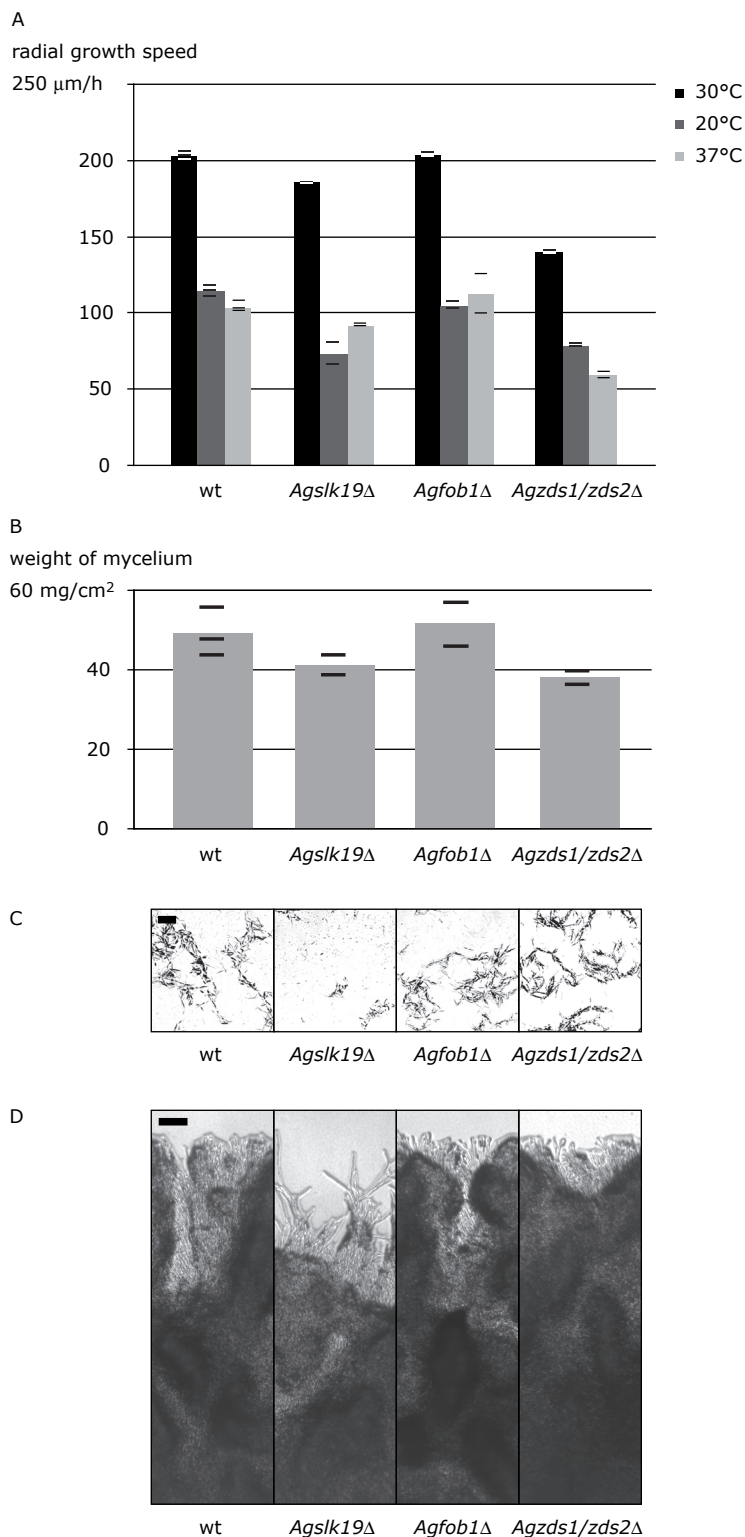 A
radial growth speed
250 μm/h
30°C
20°C
37°C
200
150
100
50
0
wt Agslk19Δ Agfob1Δ Agzds1/zds2Δ
B
weight of mycelium
60 mg/cm²
40
20
0
wt Agslk19Δ Agfob1Δ Agzds1/zds2Δ
C
wt Agslk19Δ Agfob1Δ Agzds1/zds2Δ
D
wt Agslk19Δ Agfob1Δ Agzds1/zds2Δ